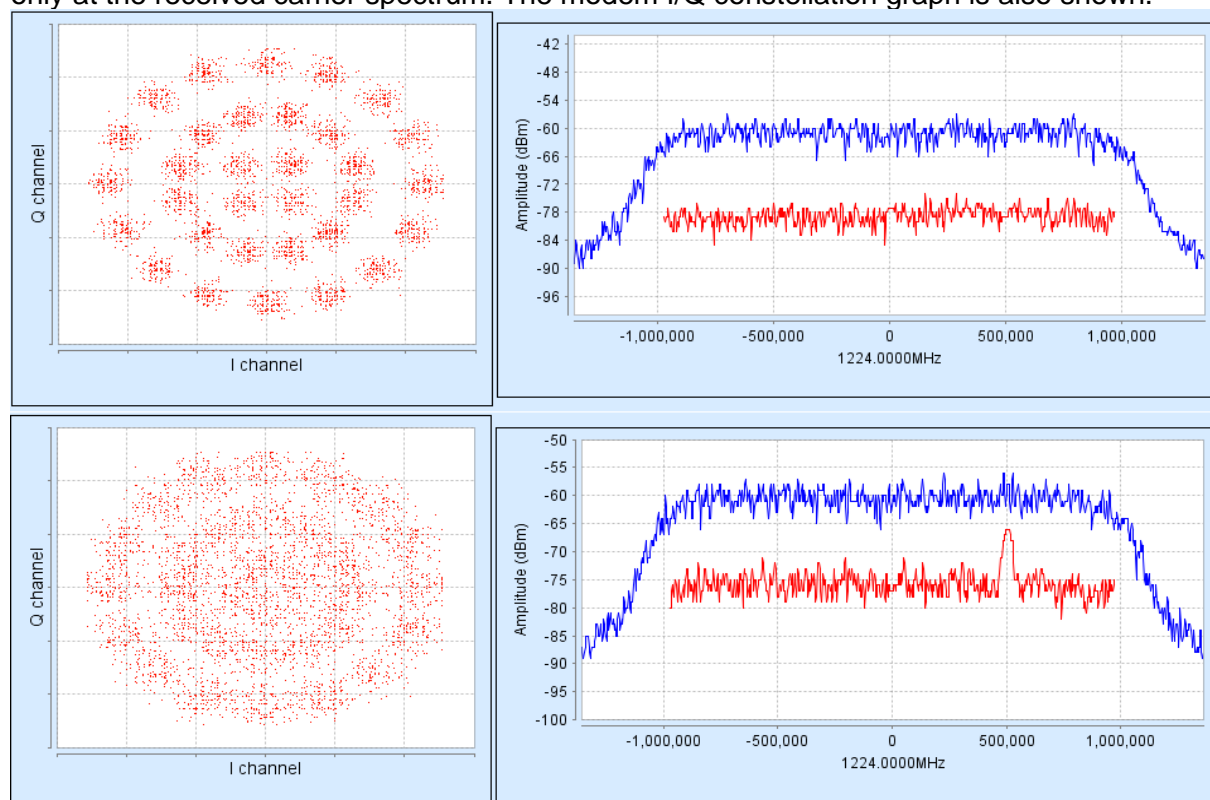 only at the received carrier spectrum. The modem I/Q constellation graph is also shown.
Q channel
I channel
Amplitude (dBm)
-42
-48
-54
-60
-66
-72
-78
-84
-90
-96
-1,000,000 -500,000 0 500,000 1,000,000
1224.0000MHz
Q channel
I channel
Amplitude (dBm)
-50
-55
-60
-65
-70
-75
-80
-85
-90
-95
-100
-1,000,000 -500,000 0 500,000 1,000,000
1224.0000MHz